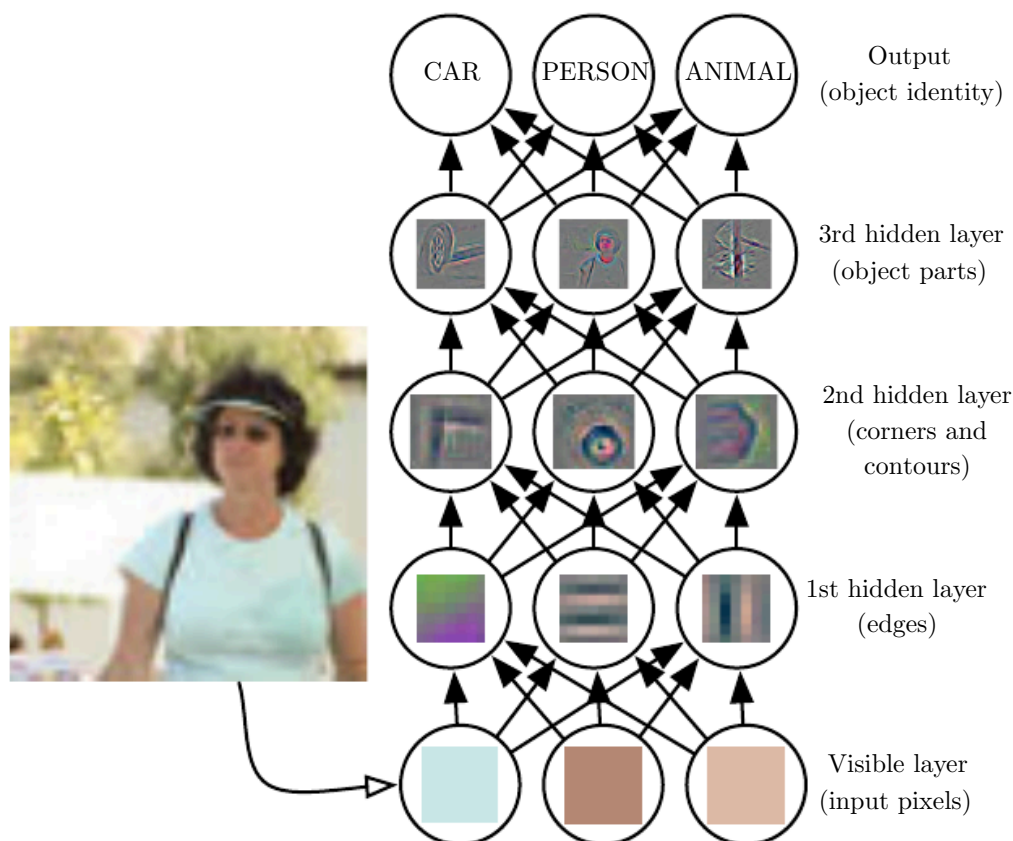 CAR
PERSON
ANIMAL
Output
(object identity)
3rd hidden layer
(object parts)
2nd hidden layer
(corners and
contours)
1st hidden layer
(edges)
Visible layer
(input pixels)